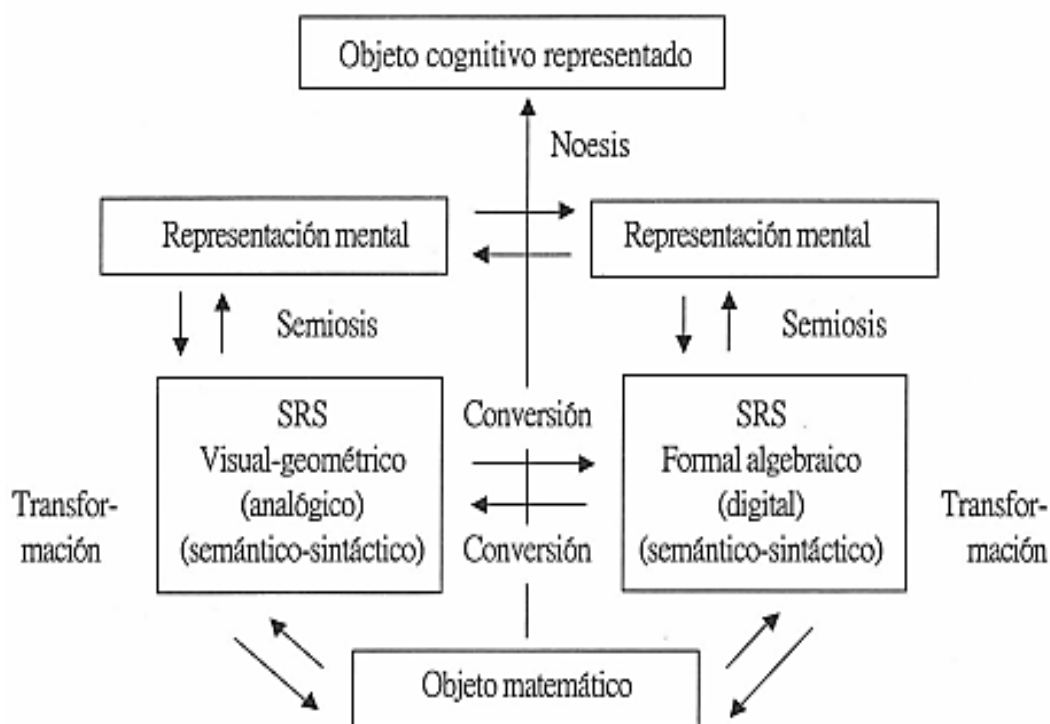 Objeto cognitivo representado
Noesis
Representación mental
Representación mental
Semiosis
Semiosis
SRS
Visual-geométrico
(analógico)
(semántico-sintáctico)
Conversión
Conversión
SRS
Formal algebraico
(digital)
(semántico-sintáctico)
Transfor-
mación
Transfor-
mación
Objeto matemático